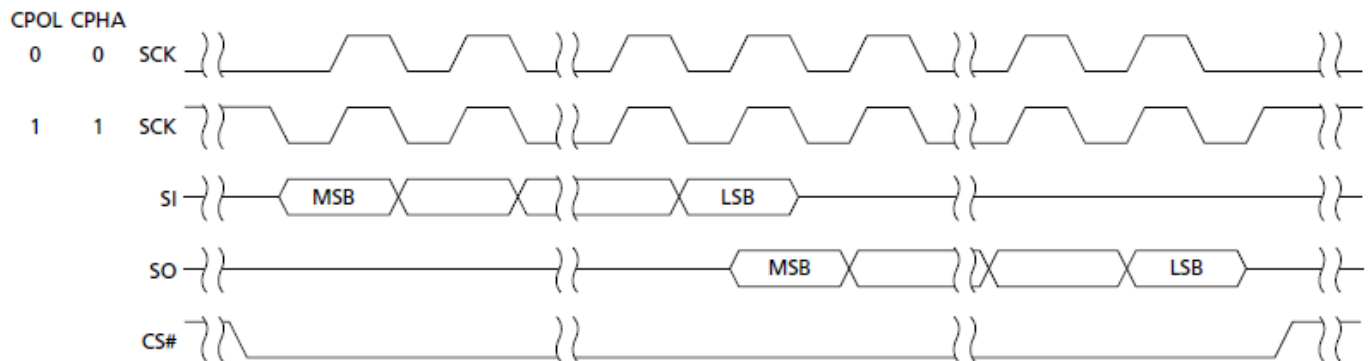 CPOL CPHA
0 0 SCK
1 1 SCK
SI MSB LSB
SO MSB LSB
CS#